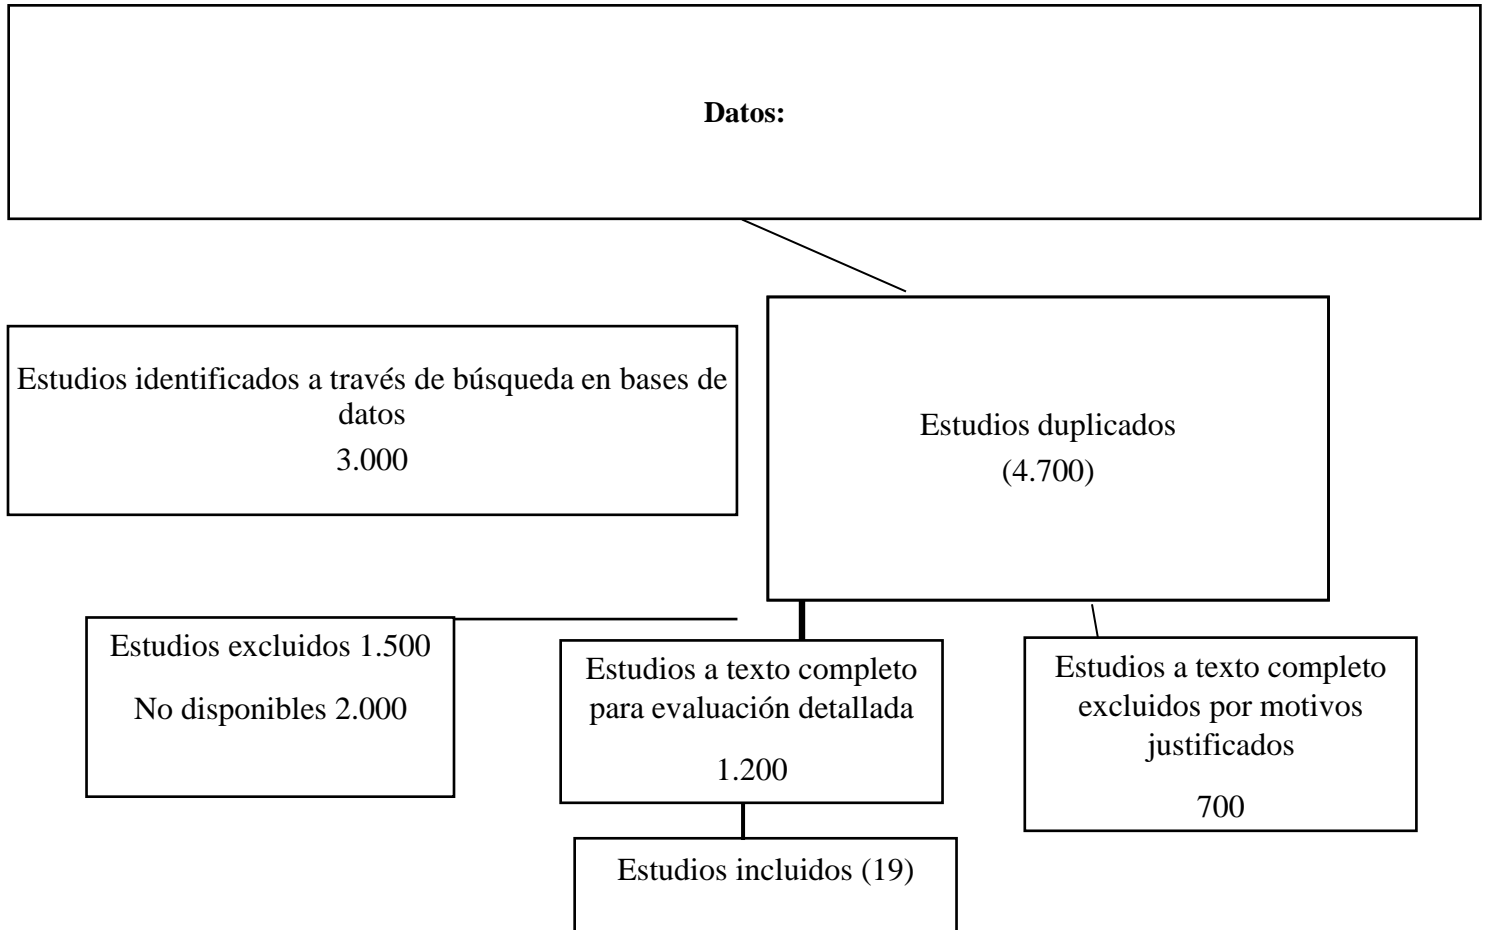 Datos:
Estudios identificados a través de búsqueda en bases de
datos
3.000
Estudios duplicados
(4.700)
Estudios excluidos 1.500
No disponibles 2.000
Estudios a texto completo
para evaluación detallada
1.200
Estudios a texto completo
excluidos por motivos
justificados
700
Estudios incluidos (19)